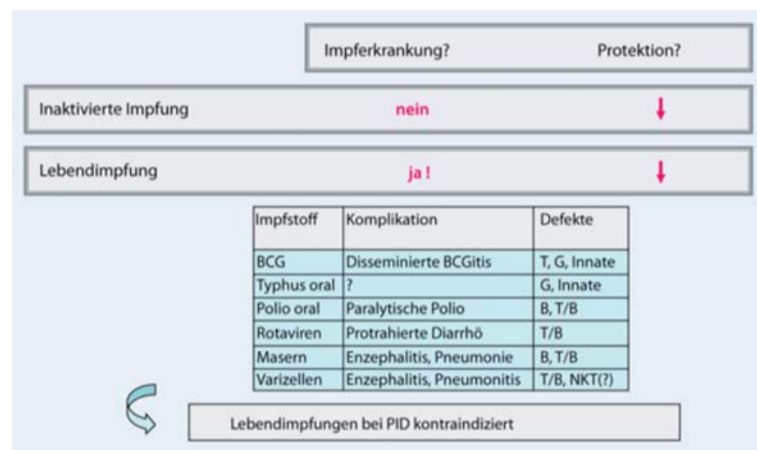 Impferkrankung? Protektion?
Inaktivierte Impfung nein ↓
Lebendimpfung ja ! ↓
Impfstoff Komplikation Defekte
BCG Disseminierte BCGitis T, G, Innate
Typhus oral ? G, Innate
Polio oral Paralytische Polio B, T/B
Rotaviren Protrahierte Diarrhö T/B
Masern Enzephalitis, Pneumonie B, T/B
Varizellen Enzephalitis, Pneumonitis T/B, NKT(?)
Lebendimpfungen bei PID kontraindiziert